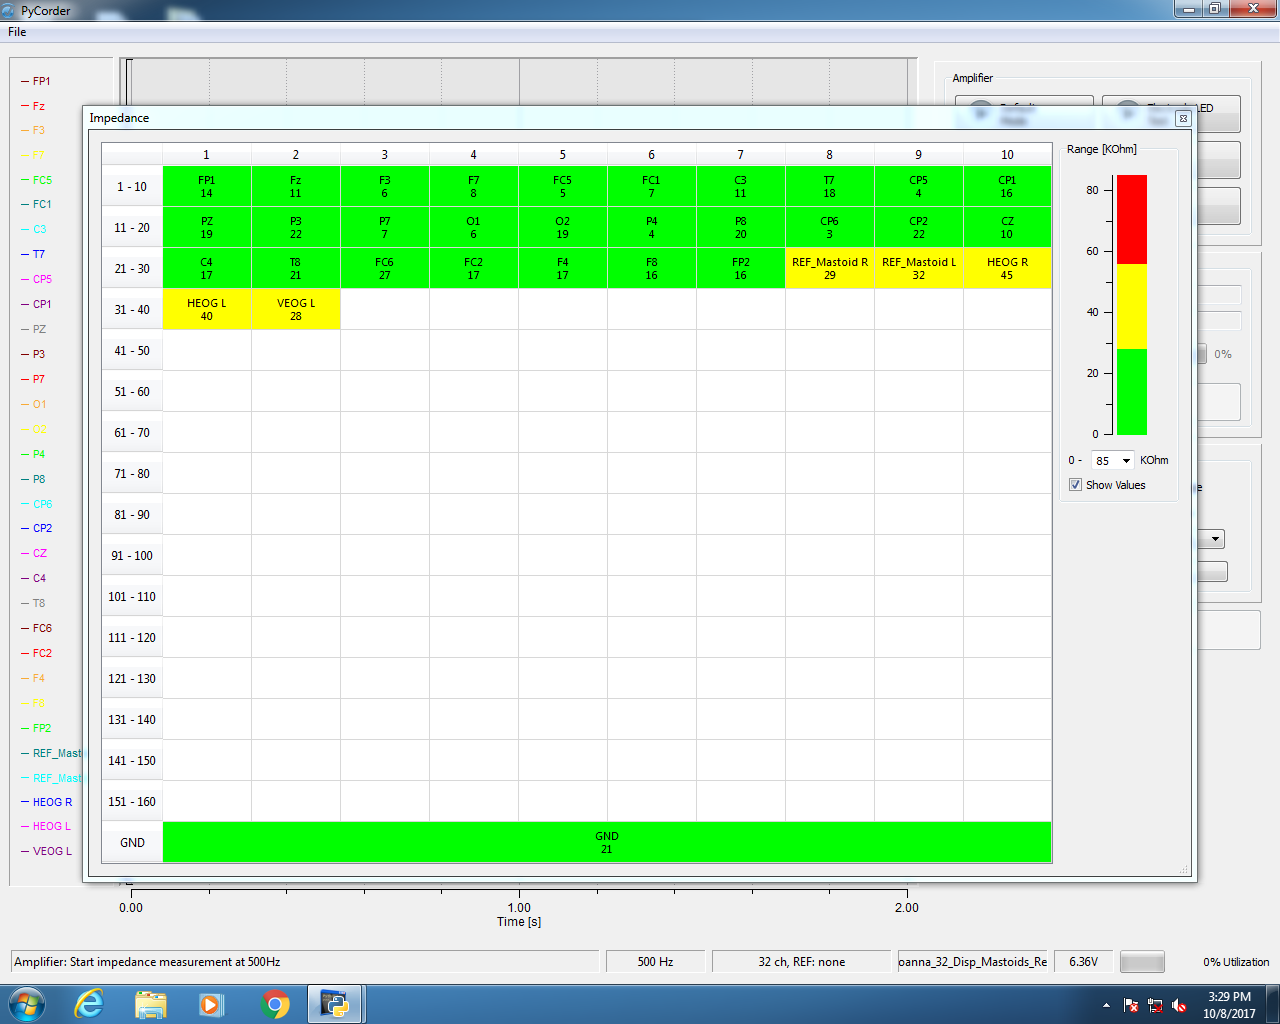 PyCorder
File
FP1
Fz
F3
F7
FC5
FC1
C3
T7
CP5
CP1
PZ
P3
P7
O1
O2
P4
P8
CP6
CP2
CZ
C4
T8
FC6
FC2
F4
F8
FP2
REF_Mast
REF_Mast
HEOG R
HEOG L
VEOG L
Amplifier
Impedance
1 2 3 4 5 6 7 8 9 10
1 - 10
FP1 Fz F3 F7 FC5 FC1 C3 T7 CP5 CP1
14 11 6 8 5 7 11 18 4 16
11 - 20
PZ P3 P7 O1 O2 P4 P8 CP6 CP2 CZ
19 22 7 6 19 4 20 3 22 10
21 - 30
C4 T8 FC6 FC2 F4 F8 FP2 REF_Mastoid R REF_Mastoid L HEOG R
17 21 27 17 17 16 16 29 32 45
31 - 40
HEOG L VEOG L
40 28
41 - 50
51 - 60
61 - 70
71 - 80
81 - 90
91 - 100
101 - 110
111 - 120
121 - 130
131 - 140
141 - 150
151 - 160
GND
GND
21
Range [KOhm]
80
60
40
20
0
0 - 85 KOhm
Show Values
0%
0.00 1.00 2.00
Time [s]
Amplifier: Start impedance measurement at 500Hz
500 Hz
32 ch, REF: none
oanna_32_Disp_Mastoids_Re
6.36V
0% Utilization
3:29 PM
10/8/2017